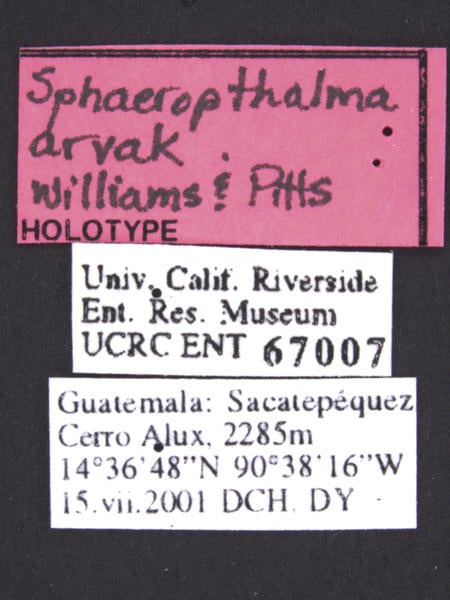 Sphaeropthalma
arvak
Williams & Pitts
HOLOTYPE
Univ. Calif. Riverside
Ent. Res. Museum
UCRC ENT 67007
Guatemala: Sacatepéquez
Cerro Alux, 2285m
14°36'48"N 90°38'16"W
15.vii.2001 DCH, DY